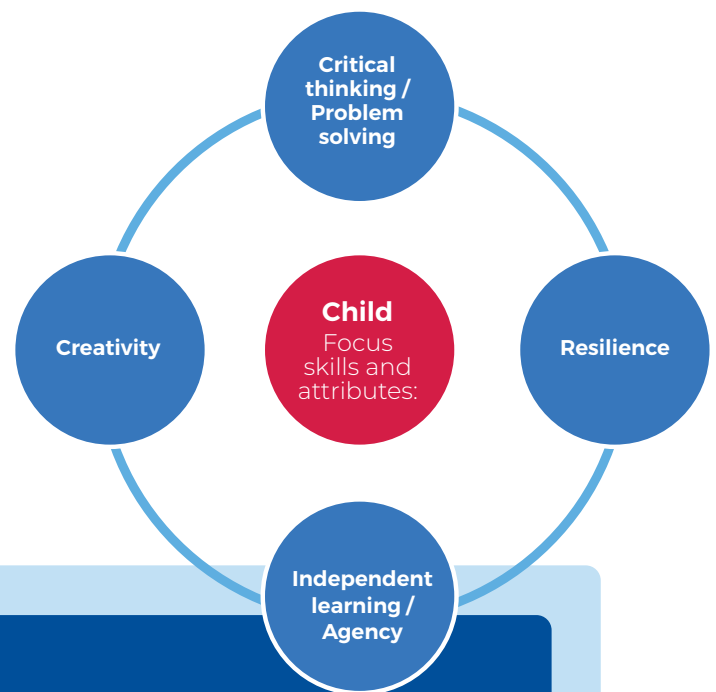 Critical
thinking /
Problem
solving
Creativity
Child
Focus
skills and
attributes:
Resilience
Independent
learning /
Agency